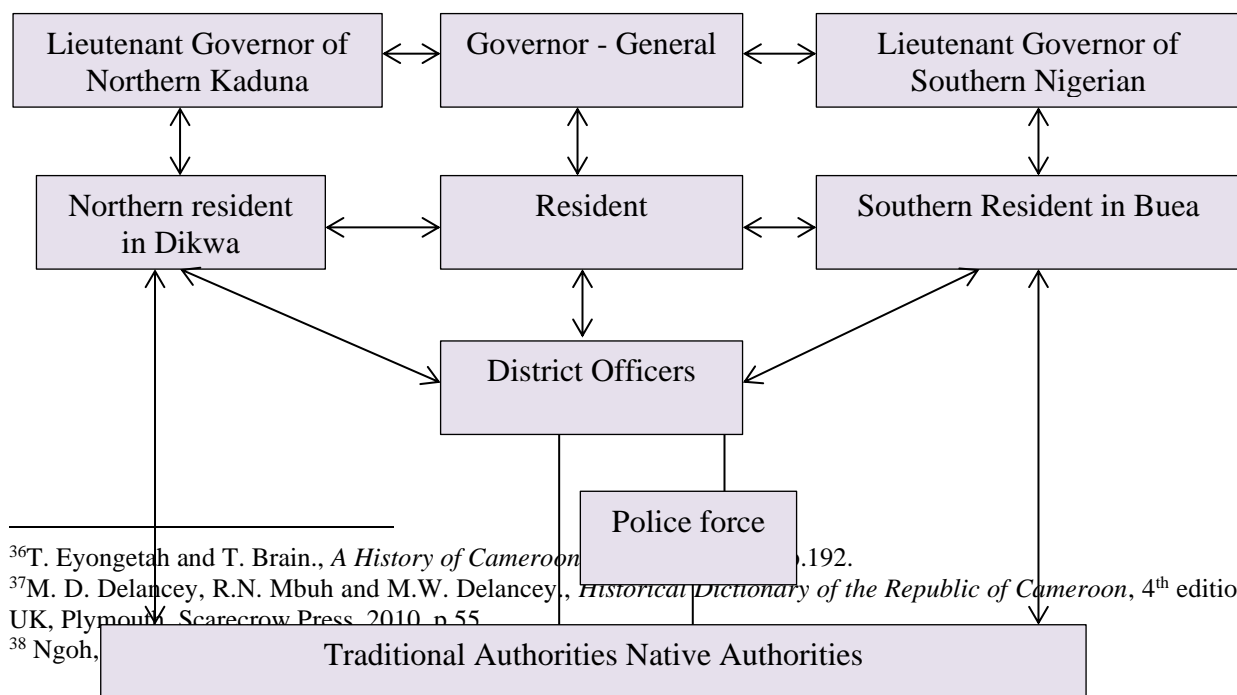 Lieutenant Governor of
Northern Kaduna
Governor - General
Lieutenant Governor of
Southern Nigerian
Northern resident
in Dikwa
Resident
Southern Resident in Buea
District Officers
Police force
³⁶T. Eyongetah and T. Brain., A History of Cameroon .192.
³⁷M. D. Delancey, R.N. Mbuh and M.W. Delancey., Historical Dictionary of the Republic of Cameroon, 4th editio
UK, Plymouth, Scarecrow Press, 2010, p.55
³⁸ Ngoh,
Traditional Authorities Native Authorities